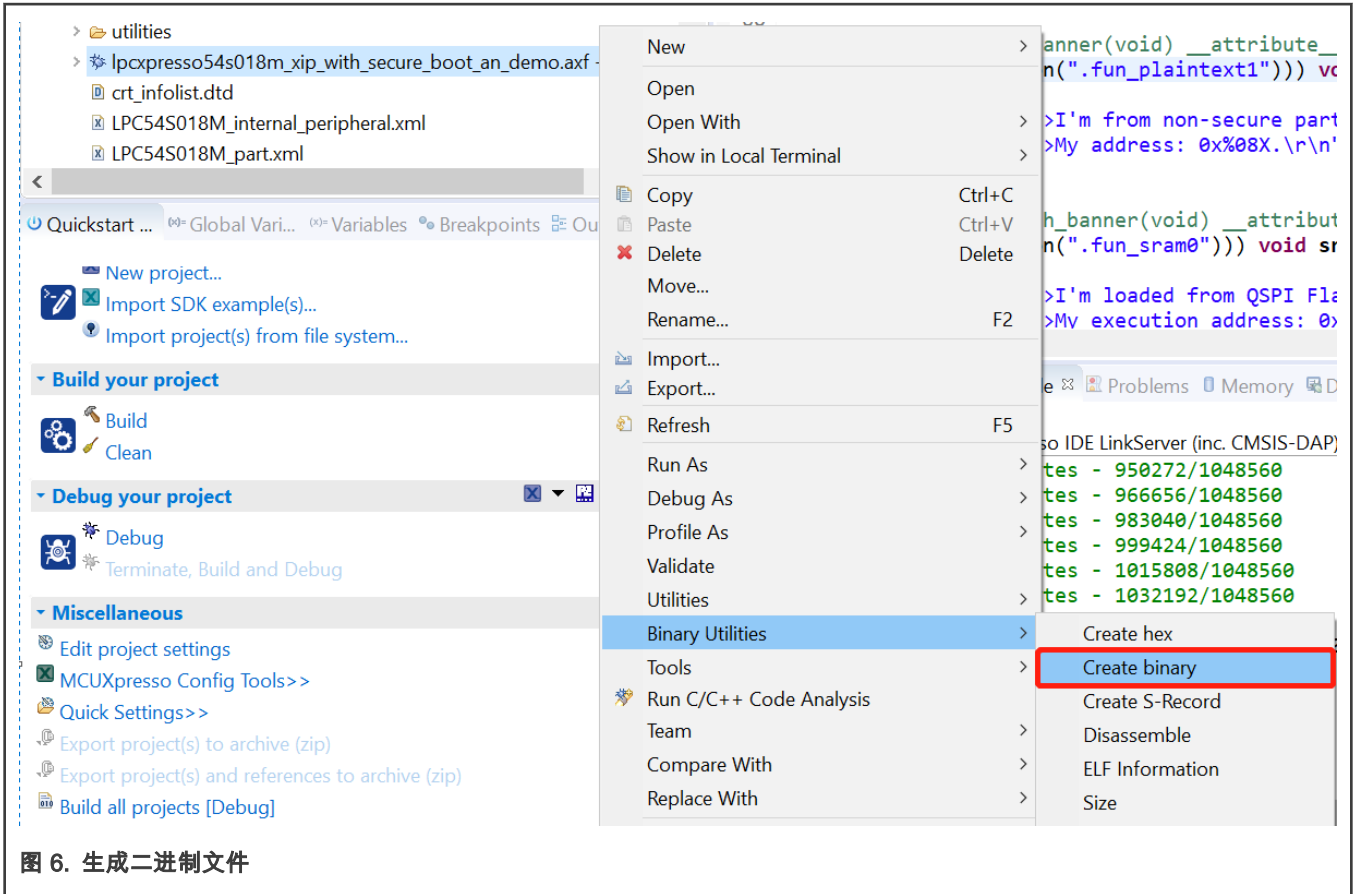 utilities
lpcxpresso54s018m_xip_with_secure_boot_an_demo.axf -
crt_infolist.dtd
LPC54S018M_internal_peripheral.xml
LPC54S018M_part.xml
Quickstart ... (x)= Global Vari... (x)= Variables Breakpoints Ou
New project...
Import SDK example(s)...
Import project(s) from file system...
Build your project
Build
Clean
Debug your project
Debug
Terminate, Build and Debug
Miscellaneous
Edit project settings
MCUXpresso Config Tools>>
Quick Settings>>
Export project(s) to archive (zip)
Export project(s) and references to archive (zip)
Build all projects [Debug]
New
Open
Open With
Show in Local Terminal
Copy Ctrl+C
Paste Ctrl+V
Delete Delete
Move...
Rename... F2
Import...
Export...
Refresh F5
Run As
Debug As
Profile As
Validate
Utilities
Binary Utilities
Tools
Run C/C++ Code Analysis
Team
Compare With
Replace With
Create hex
Create binary
Create S-Record
Disassemble
ELF Information
Size
anner(void) __attribute__
n(".fun_plaintext1"))) vo
>I'm from non-secure part
>My address: 0x%08X.\r\n"
h_banner(void) __attribut
n(".fun_sram0"))) void sr
>I'm loaded from QSPI Fla
>My execution address: 0x
e Problems Memory D
so IDE LinkServer (inc. CMSIS-DAP)
tes - 950272/1048560
tes - 966656/1048560
tes - 983040/1048560
tes - 999424/1048560
tes - 1015808/1048560
tes - 1032192/1048560
图 6. 生成二进制文件